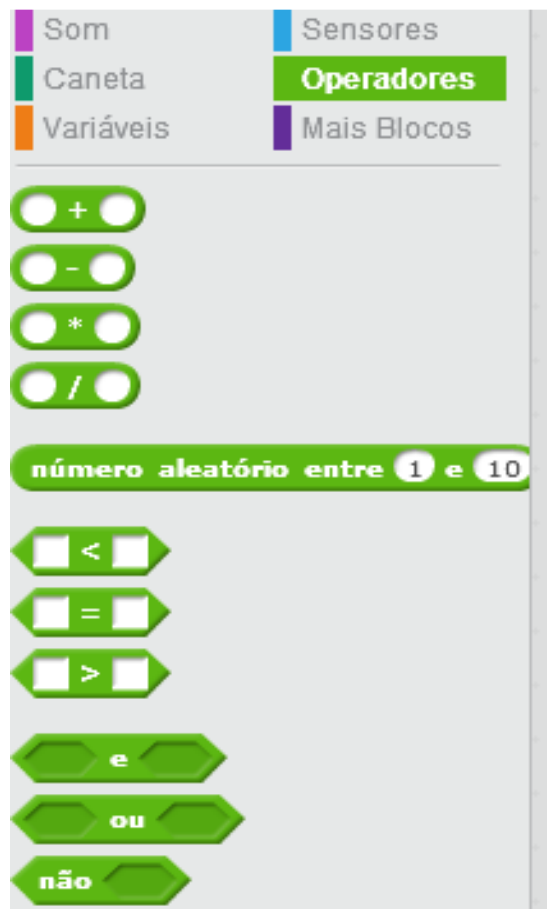 Som Sensores
Caneta Operadores
Variáveis Mais Blocos
+
-
*
/
número aleatório entre 1 e 10
<
=
>
e
ou
não